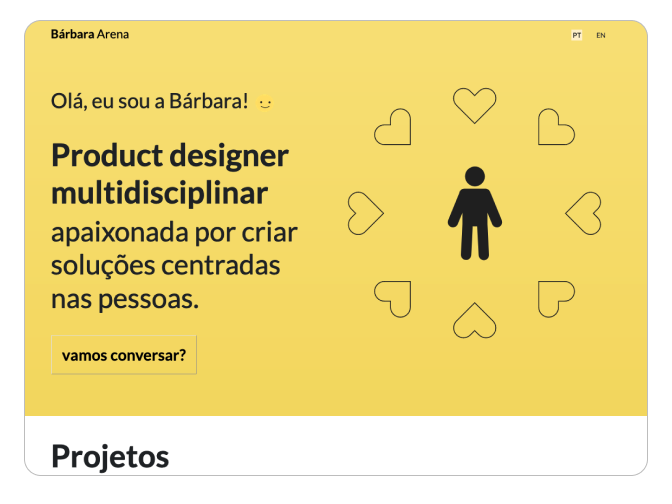 Bárbara Arena
PT EN
Olá, eu sou a Bárbara!
Product designer
multidisciplinar
apaixonada por criar
soluções centradas
nas pessoas.
vamos conversar?
Projetos